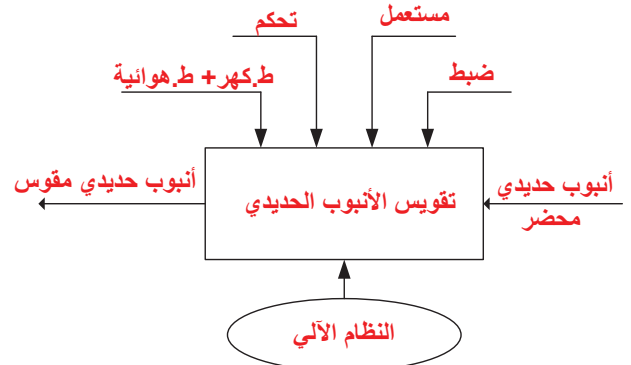 مستعمل
تحكم
ضبط
ط.كهر+ ط.هوائية
أنبوب حديدي
محضر
تقويس الأنبوب الحديدي
أنبوب حديدي مقوس
النظام الآلي